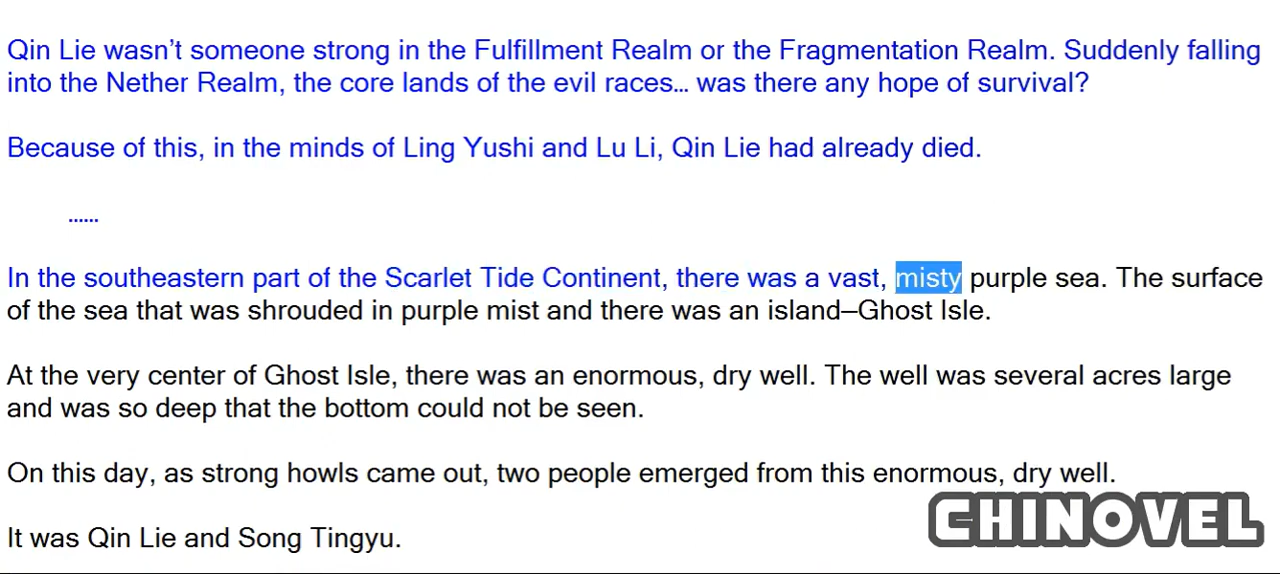 Qin Lie wasn’t someone strong in the Fulfillment Realm or the Fragmentation Realm. Suddenly falling
into the Nether Realm, the core lands of the evil races… was there any hope of survival?
Because of this, in the minds of Ling Yushi and Lu Li, Qin Lie had already died.
......
In the southeastern part of the Scarlet Tide Continent, there was a vast, misty purple sea. The surface
of the sea that was shrouded in purple mist and there was an island—Ghost Isle.
At the very center of Ghost Isle, there was an enormous, dry well. The well was several acres large
and was so deep that the bottom could not be seen.
On this day, as strong howls came out, two people emerged from this enormous, dry well.
It was Qin Lie and Song Tingyu.
CHINOVEL